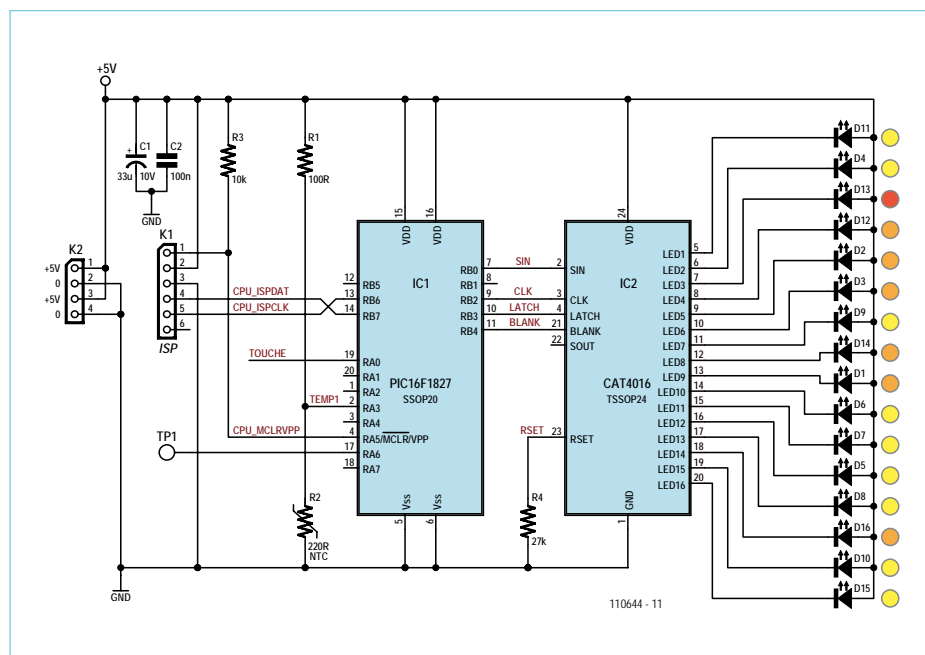 +5V
C1
33u 10V
C2
100n
GND
R3
10k
R1
100R
K2
+5V 1
0 2
+5V 3
0 4
K1
1
2
3
4
5
6
ISP
CPU_ISPDAT
CPU_ISPCLK
TOUCHE
TEMP1
CPU_MCLRVPP
TP1
R2
220R
NTC
GND
15 VDD
16 VDD
IC1
PIC16F1827
SSOP20
12 RB5
13 RB6
14 RB7
19 RA0
20 RA1
1 RA2
2 RA3
3 RA4
4 RA5/MCLR/VPP
17 RA6
18 RA7
RB0 7
RB1 8
RB2 9
RB3 10
RB4 11
Vss 5
Vss 6
SIN
CLK
LATCH
BLANK
RSET
R4
27k
24 VDD
IC2
CAT4016
TSSOP24
2 SIN
3 CLK
4 LATCH
21 BLANK
22 SOUT
23 RSET
GND 1
LED1 5
LED2 6
LED3 7
LED4 8
LED5 9
LED6 10
LED7 11
LED8 12
LED9 13
LED10 14
LED11 15
LED12 16
LED13 17
LED14 18
LED15 19
LED16 20
D11
D4
D13
D12
D2
D3
D9
D14
D1
D6
D7
D5
D8
D16
D10
D15
110644 - 11